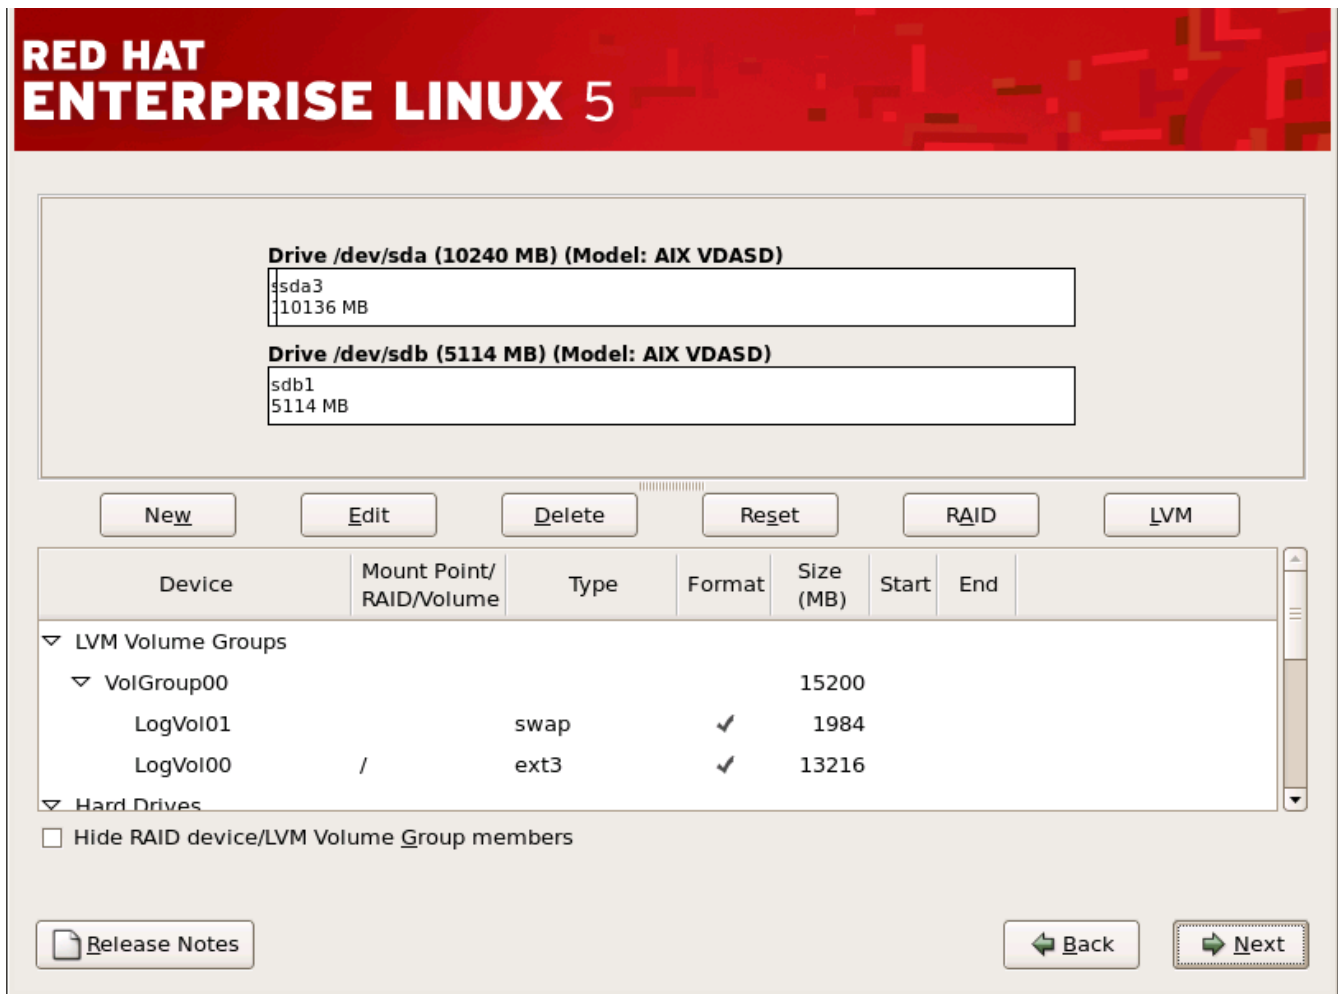 RED HAT
ENTERPRISE LINUX 5
Drive /dev/sda (10240 MB) (Model: AIX VDASD)
sda3
10136 MB
Drive /dev/sdb (5114 MB) (Model: AIX VDASD)
sdb1
5114 MB
New Edit Delete Reset RAID LVM
Device Mount Point/ RAID/Volume Type Format Size (MB) Start End
LVM Volume Groups
VolGroup00 15200
LogVol01 swap 1984
LogVol00 / ext3 13216
Hard Drives
Hide RAID device/LVM Volume Group members
Release Notes Back Next